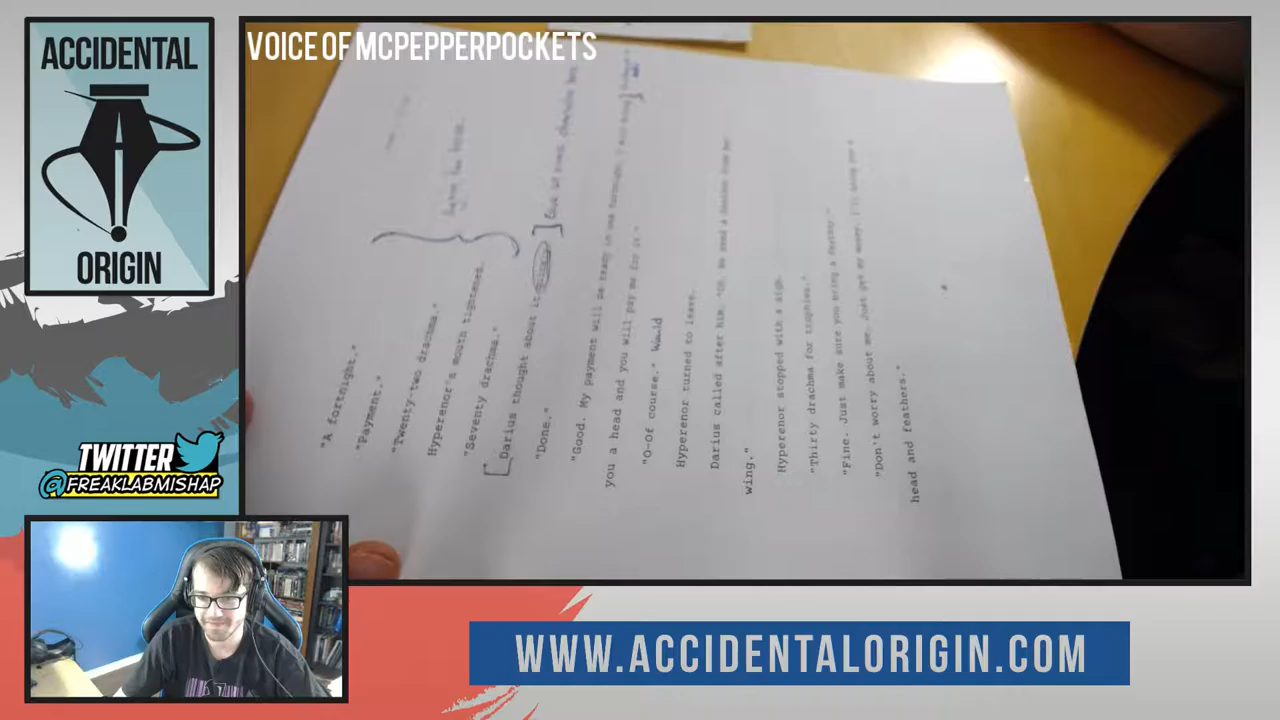 ACCIDENTAL
ORIGIN
VOICE OF MCPEPPERPOCKETS
"A fortnight."
"Payment."
"Twenty-two drachma."
Hyperenor's mouth tightened.
"Seventy drachma."
Darius thought about it
"Done."
"Good. My payment will be ready in one fortnight. I will bring
you a head and you will pay me for it."
"O-Of course."
Hyperenor turned to leave.
Darius called after him. "Oh, we need a feather from
wing."
Hyperenor stopped with a sigh.
"Thirty drachma for trophies."
"Fine. Just make sure you bring a feather."
"Don't worry about me. Just get my money. I'll bring
head and feathers."
TWITTER
@FREAKLABMISHAP
WWW.ACCIDENTALORIGIN.COM